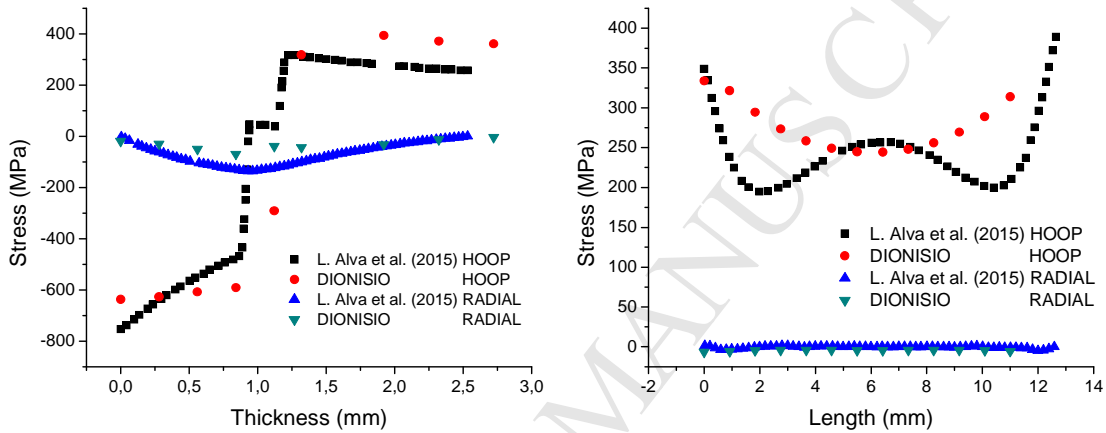 400
200
0
-200
-400
-600
-800
Stress (MPa)
L. Alva et al. (2015) HOOP
DIONISIO HOOP
L. Alva et al. (2015) RADIAL
DIONISIO RADIAL
0,0 0,5 1,0 1,5 2,0 2,5 3,0
Thickness (mm)
400
350
300
250
200
150
100
50
0
Stress (MPa)
L. Alva et al. (2015) HOOP
DIONISIO HOOP
L. Alva et al. (2015) RADIAL
DIONISIO RADIAL
-2 0 2 4 6 8 10 12 14
Length (mm)
MANUSCR